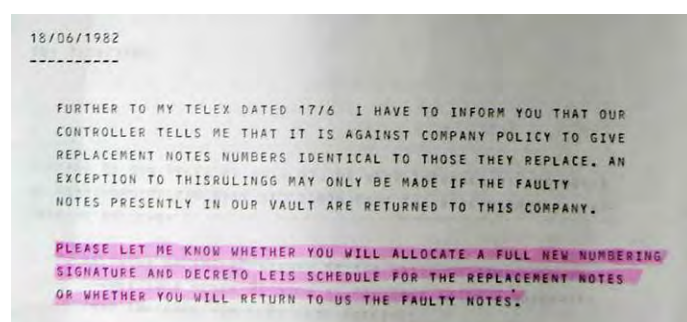 18/06/1982
----------
FURTHER TO MY TELEX DATED 17/6 I HAVE TO INFORM YOU THAT OUR
CONTROLLER TELLS ME THAT IT IS AGAINST COMPANY POLICY TO GIVE
REPLACEMENT NOTES NUMBERS IDENTICAL TO THOSE THEY REPLACE. AN
EXCEPTION TO THISRULINGG MAY ONLY BE MADE IF THE FAULTY
NOTES PRESENTLY IN OUR VAULT ARE RETURNED TO THIS COMPANY.
PLEASE LET ME KNOW WHETHER YOU WILL ALLOCATE A FULL NEW NUMBERING
SIGNATURE AND DECRETO LEIS SCHEDULE FOR THE REPLACEMENT NOTES
OR WHETHER YOU WILL RETURN TO US THE FAULTY NOTES.